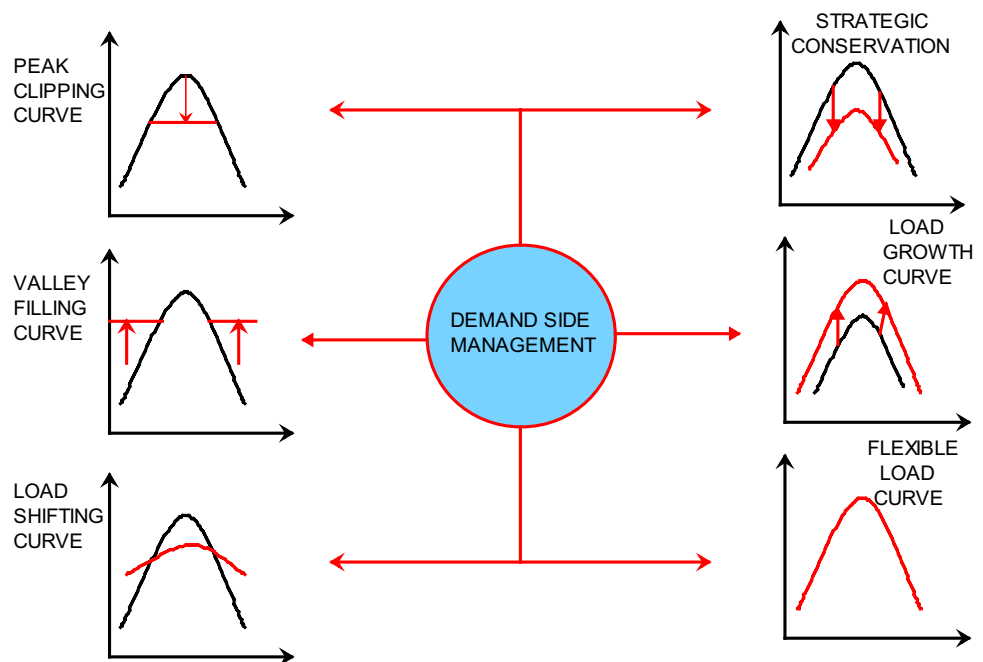 PEAK
CLIPPING
CURVE
STRATEGIC
CONSERVATION
VALLEY
FILLING
CURVE
DEMAND SIDE
MANAGEMENT
LOAD
GROWTH
CURVE
LOAD
SHIFTING
CURVE
FLEXIBLE
LOAD
CURVE